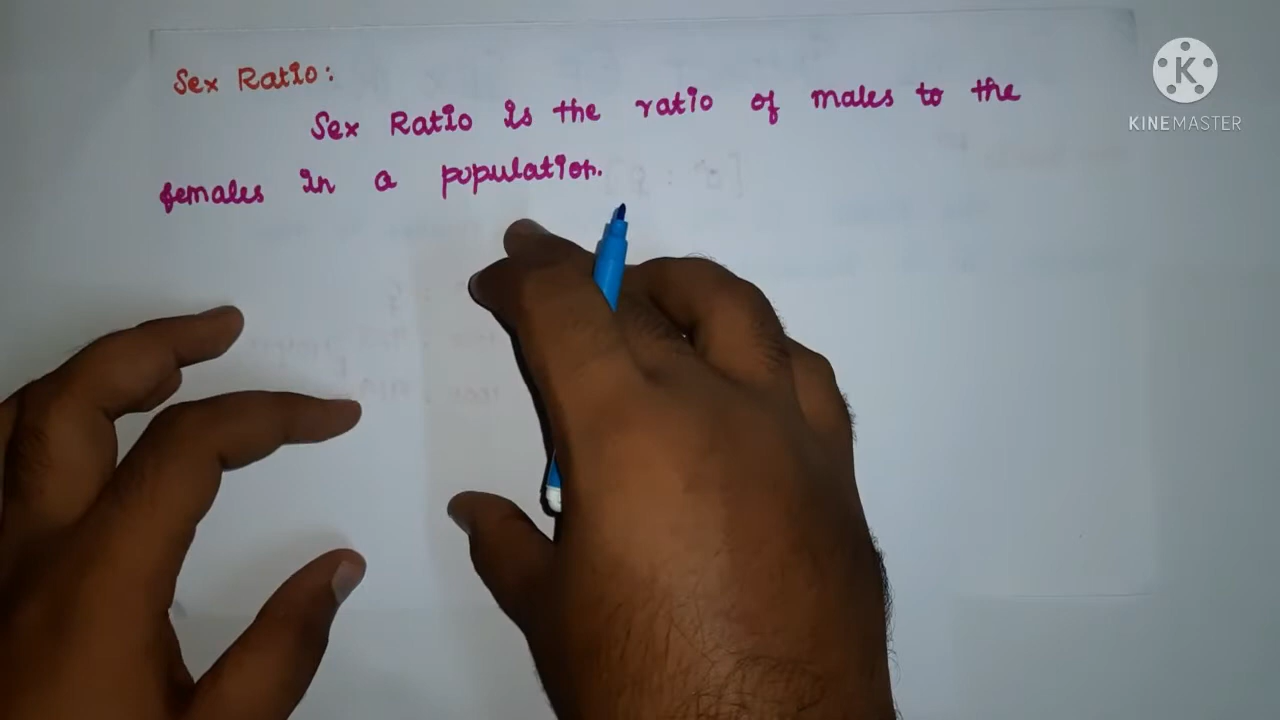 Sex Ratio:
Sex Ratio is the ratio of males to the
females in a population.
K
KINEMASTER